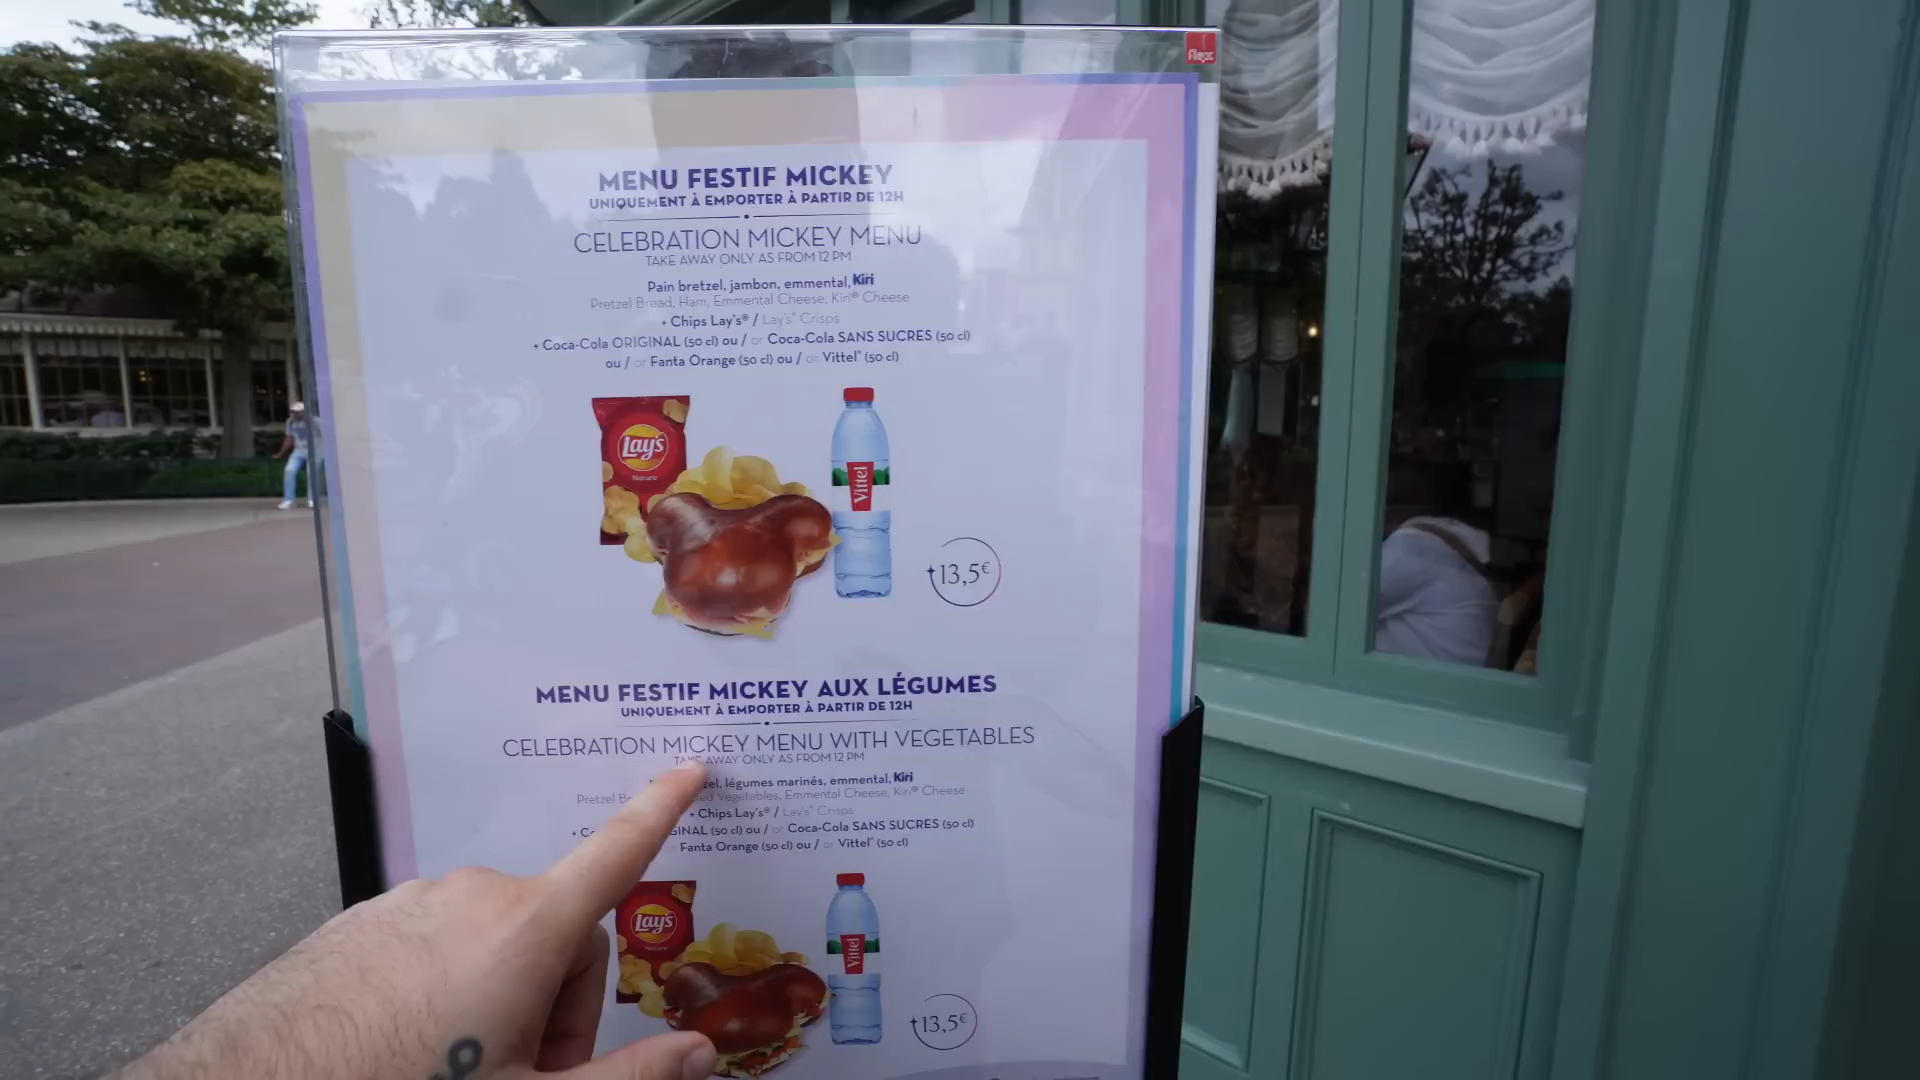 flex
MENU FESTIF MICKEY
UNIQUEMENT À EMPORTER À PARTIR DE 12H
CELEBRATION MICKEY MENU
TAKE AWAY ONLY AS FROM 12 PM
Pain bretzel, jambon, emmental, Kiri
Pretzel Bread, Ham, Emmental Cheese, Kiri® Cheese
+ Chips Lay's® / Lay's® Crisps
+ Coca-Cola ORIGINAL (50 cl) ou / or Coca-Cola SANS SUCRES (50 cl)
ou / or Fanta Orange (50 cl) ou / or Vittel® (50 cl)
Lay's
Nature
Vittel
13,5€
MENU FESTIF MICKEY AUX LÉGUMES
UNIQUEMENT À EMPORTER À PARTIR DE 12H
CELEBRATION MICKEY MENU WITH VEGETABLES
TAKE AWAY ONLY AS FROM 12 PM
légumes marinés, emmental, Kiri
Pretzel Vegetables, Emmental Cheese, Kiri® Cheese
+ Chips Lay's® / Lay's® Crisps
(50 cl) ou / or Coca-Cola SANS SUCRES (50 cl)
Fanta Orange (50 cl) ou / or Vittel® (50 cl)
Lay's
Nature
Vittel
13,5€